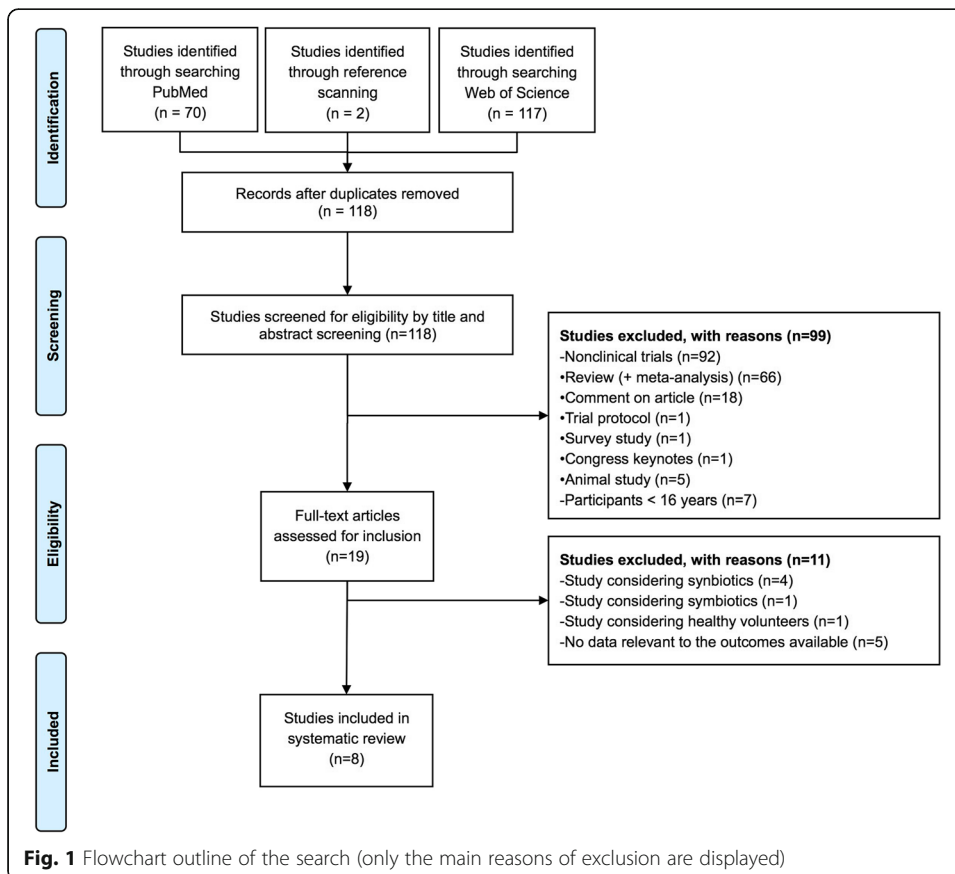 Identification
Studies identified
through searching
PubMed
(n = 70)
Studies identified
through reference
scanning
(n = 2)
Studies identified
through searching
Web of Science
(n = 117)
Records after duplicates removed
(n = 118)
Screening
Studies screened for eligibility by title and
abstract screening (n=118)
Studies excluded, with reasons (n=99)
-Nonclinical trials (n=92)
•Review (+ meta-analysis) (n=66)
•Comment on article (n=18)
•Trial protocol (n=1)
•Survey study (n=1)
•Congress keynotes (n=1)
•Animal study (n=5)
-Participants < 16 years (n=7)
Eligibility
Full-text articles
assessed for inclusion
(n=19)
Studies excluded, with reasons (n=11)
-Study considering synbiotics (n=4)
-Study considering symbiotics (n=1)
-Study considering healthy volunteers (n=1)
-No data relevant to the outcomes available (n=5)
Included
Studies included in
systematic review
(n=8)
Fig. 1 Flowchart outline of the search (only the main reasons of exclusion are displayed)